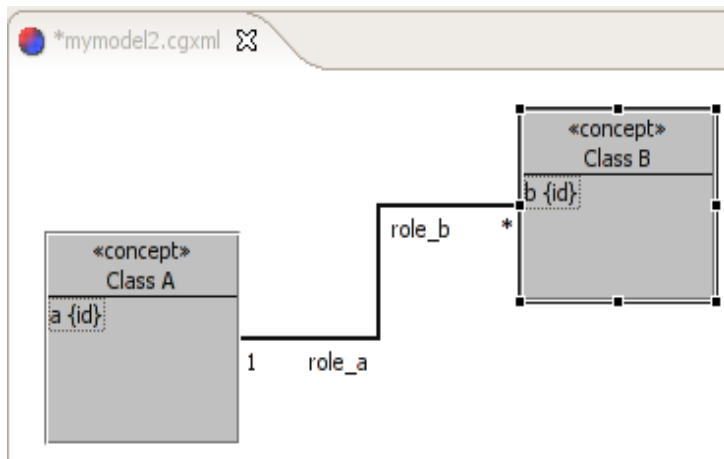 *mymodel2.cgxml
«concept»
Class B
b {id}
role_b *
«concept»
Class A
a {id}
1 role_a